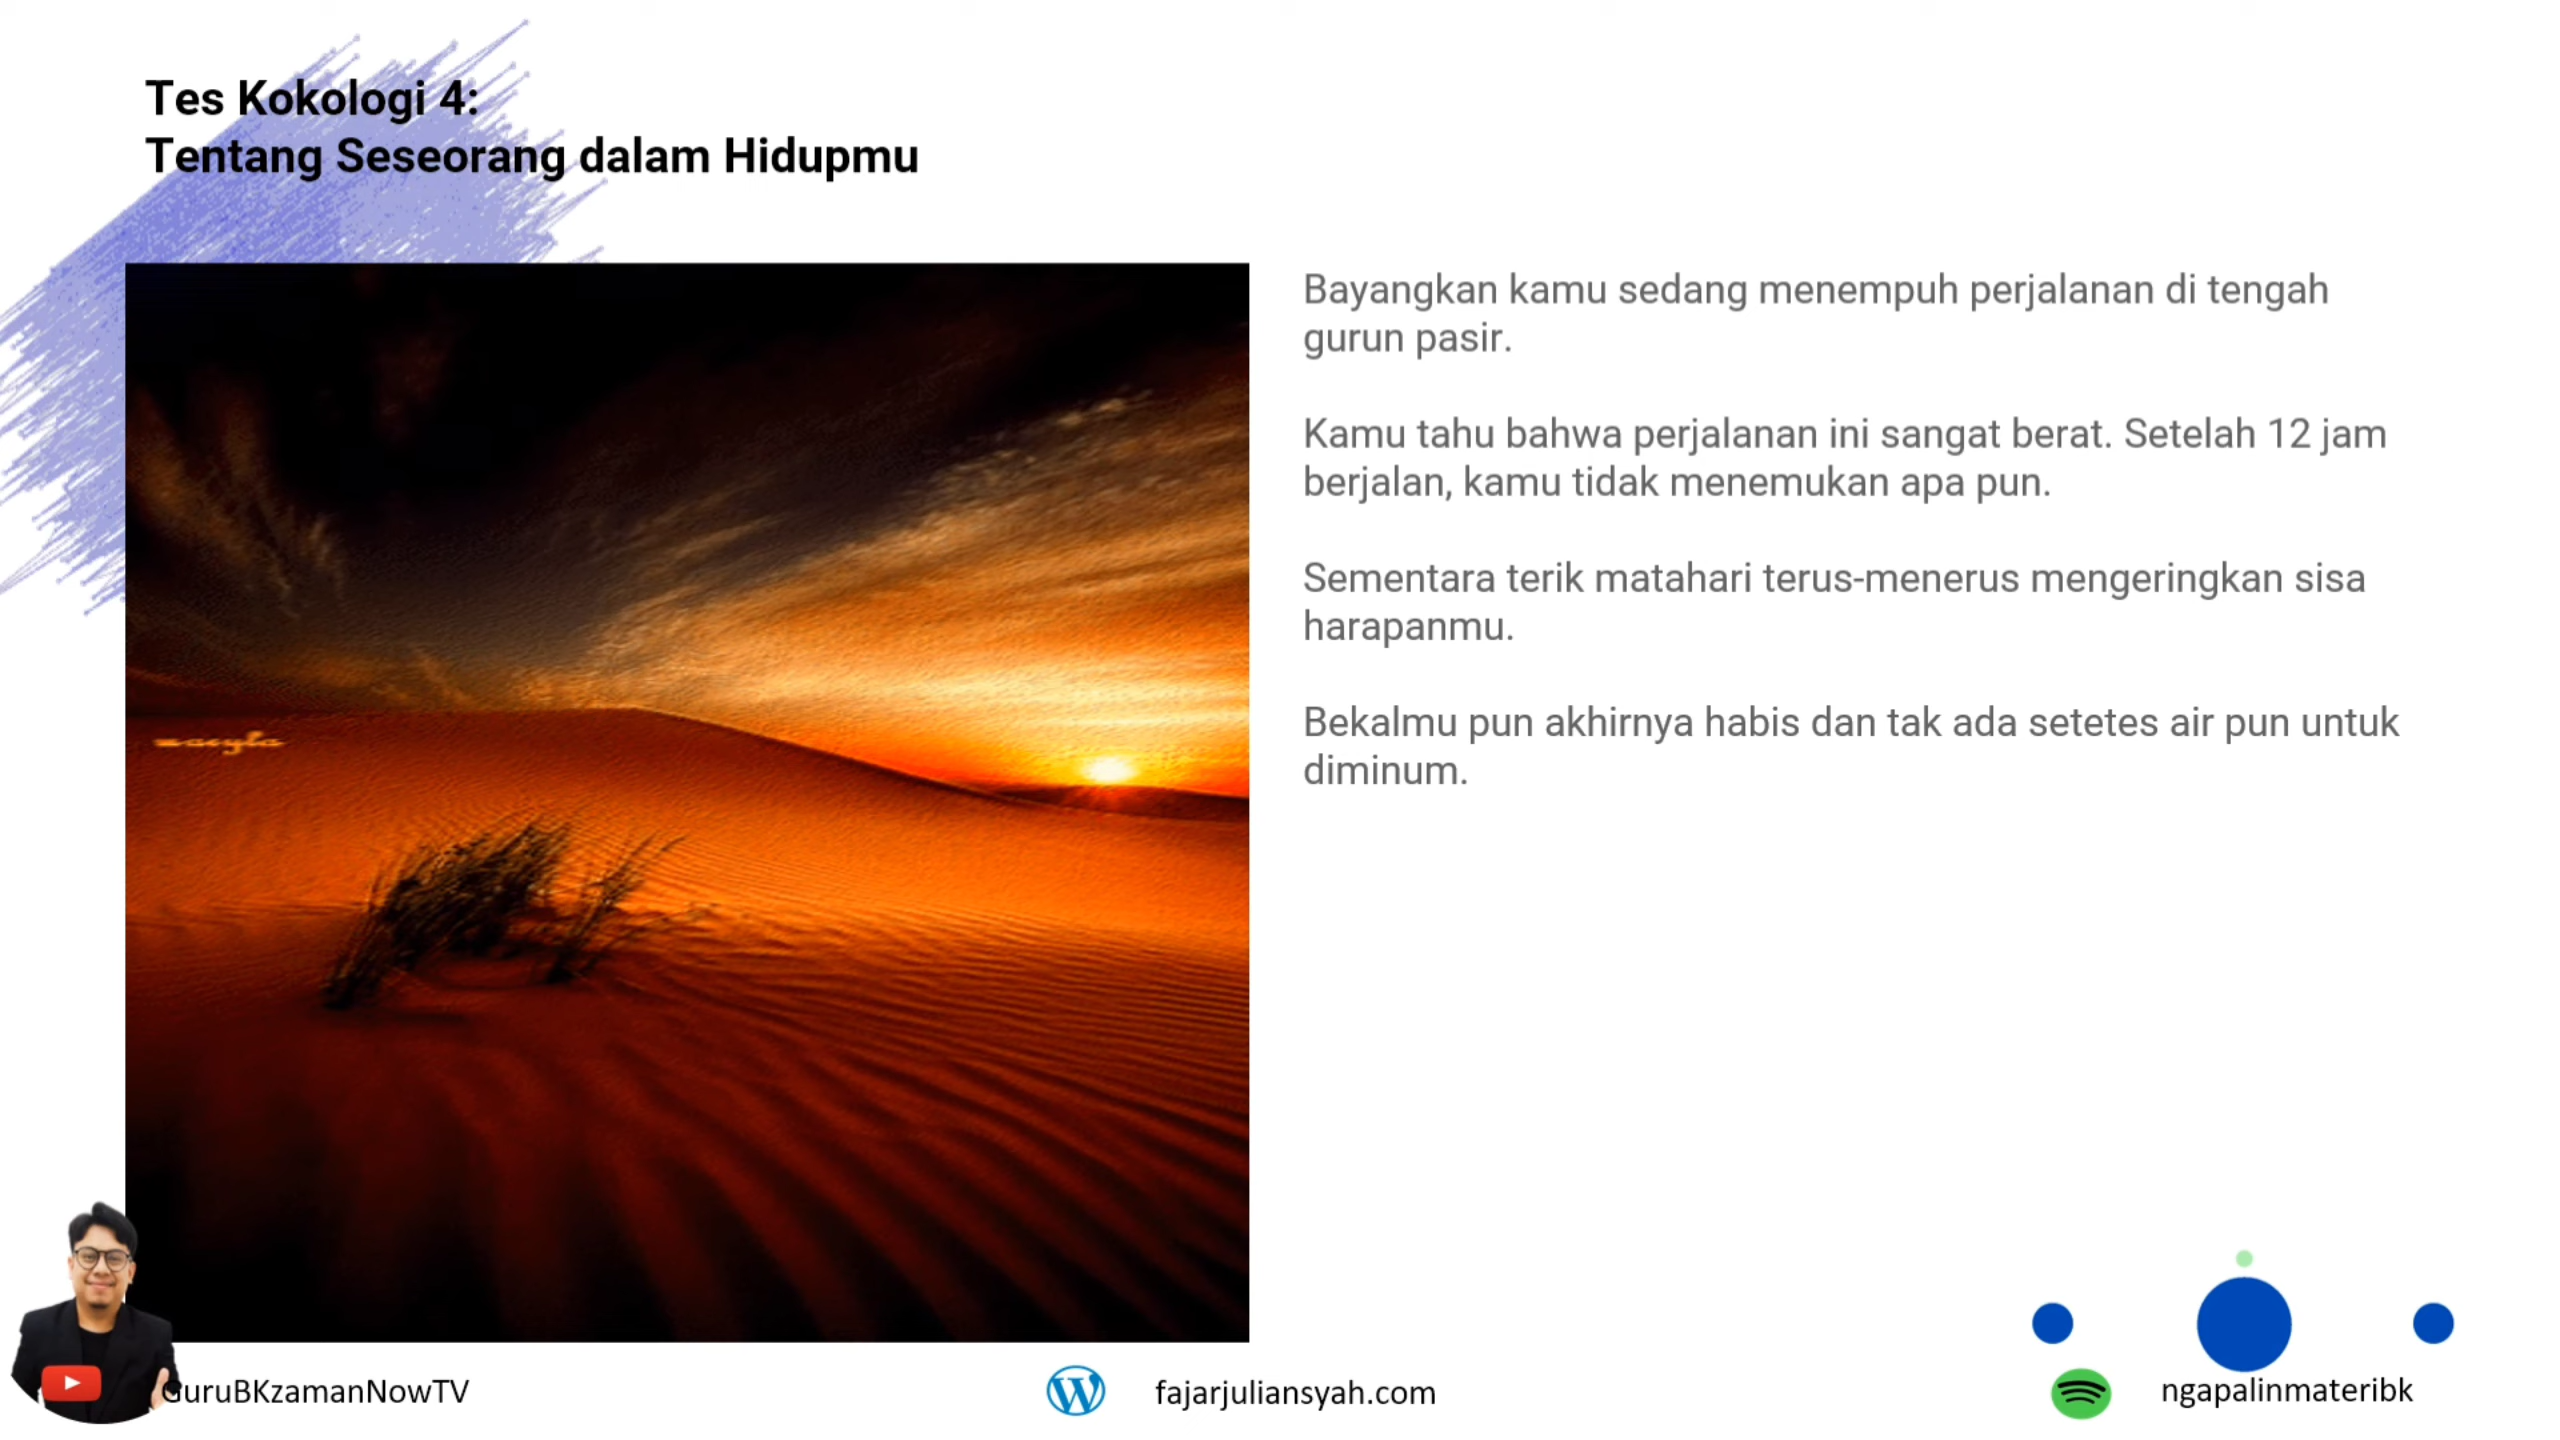 Tes Kokologi 4:
Tentang Seseorang dalam Hidupmu
Bayangkan kamu sedang menempuh perjalanan di tengah
gurun pasir.
Kamu tahu bahwa perjalanan ini sangat berat. Setelah 12 jam
berjalan, kamu tidak menemukan apa pun.
Sementara terik matahari terus-menerus mengeringkan sisa
harapanmu.
Bekalmu pun akhirnya habis dan tak ada setetes air pun untuk
diminum.
GuruBKzamanNowTV
fajarjuliansyah.com
ngapalinmateribk